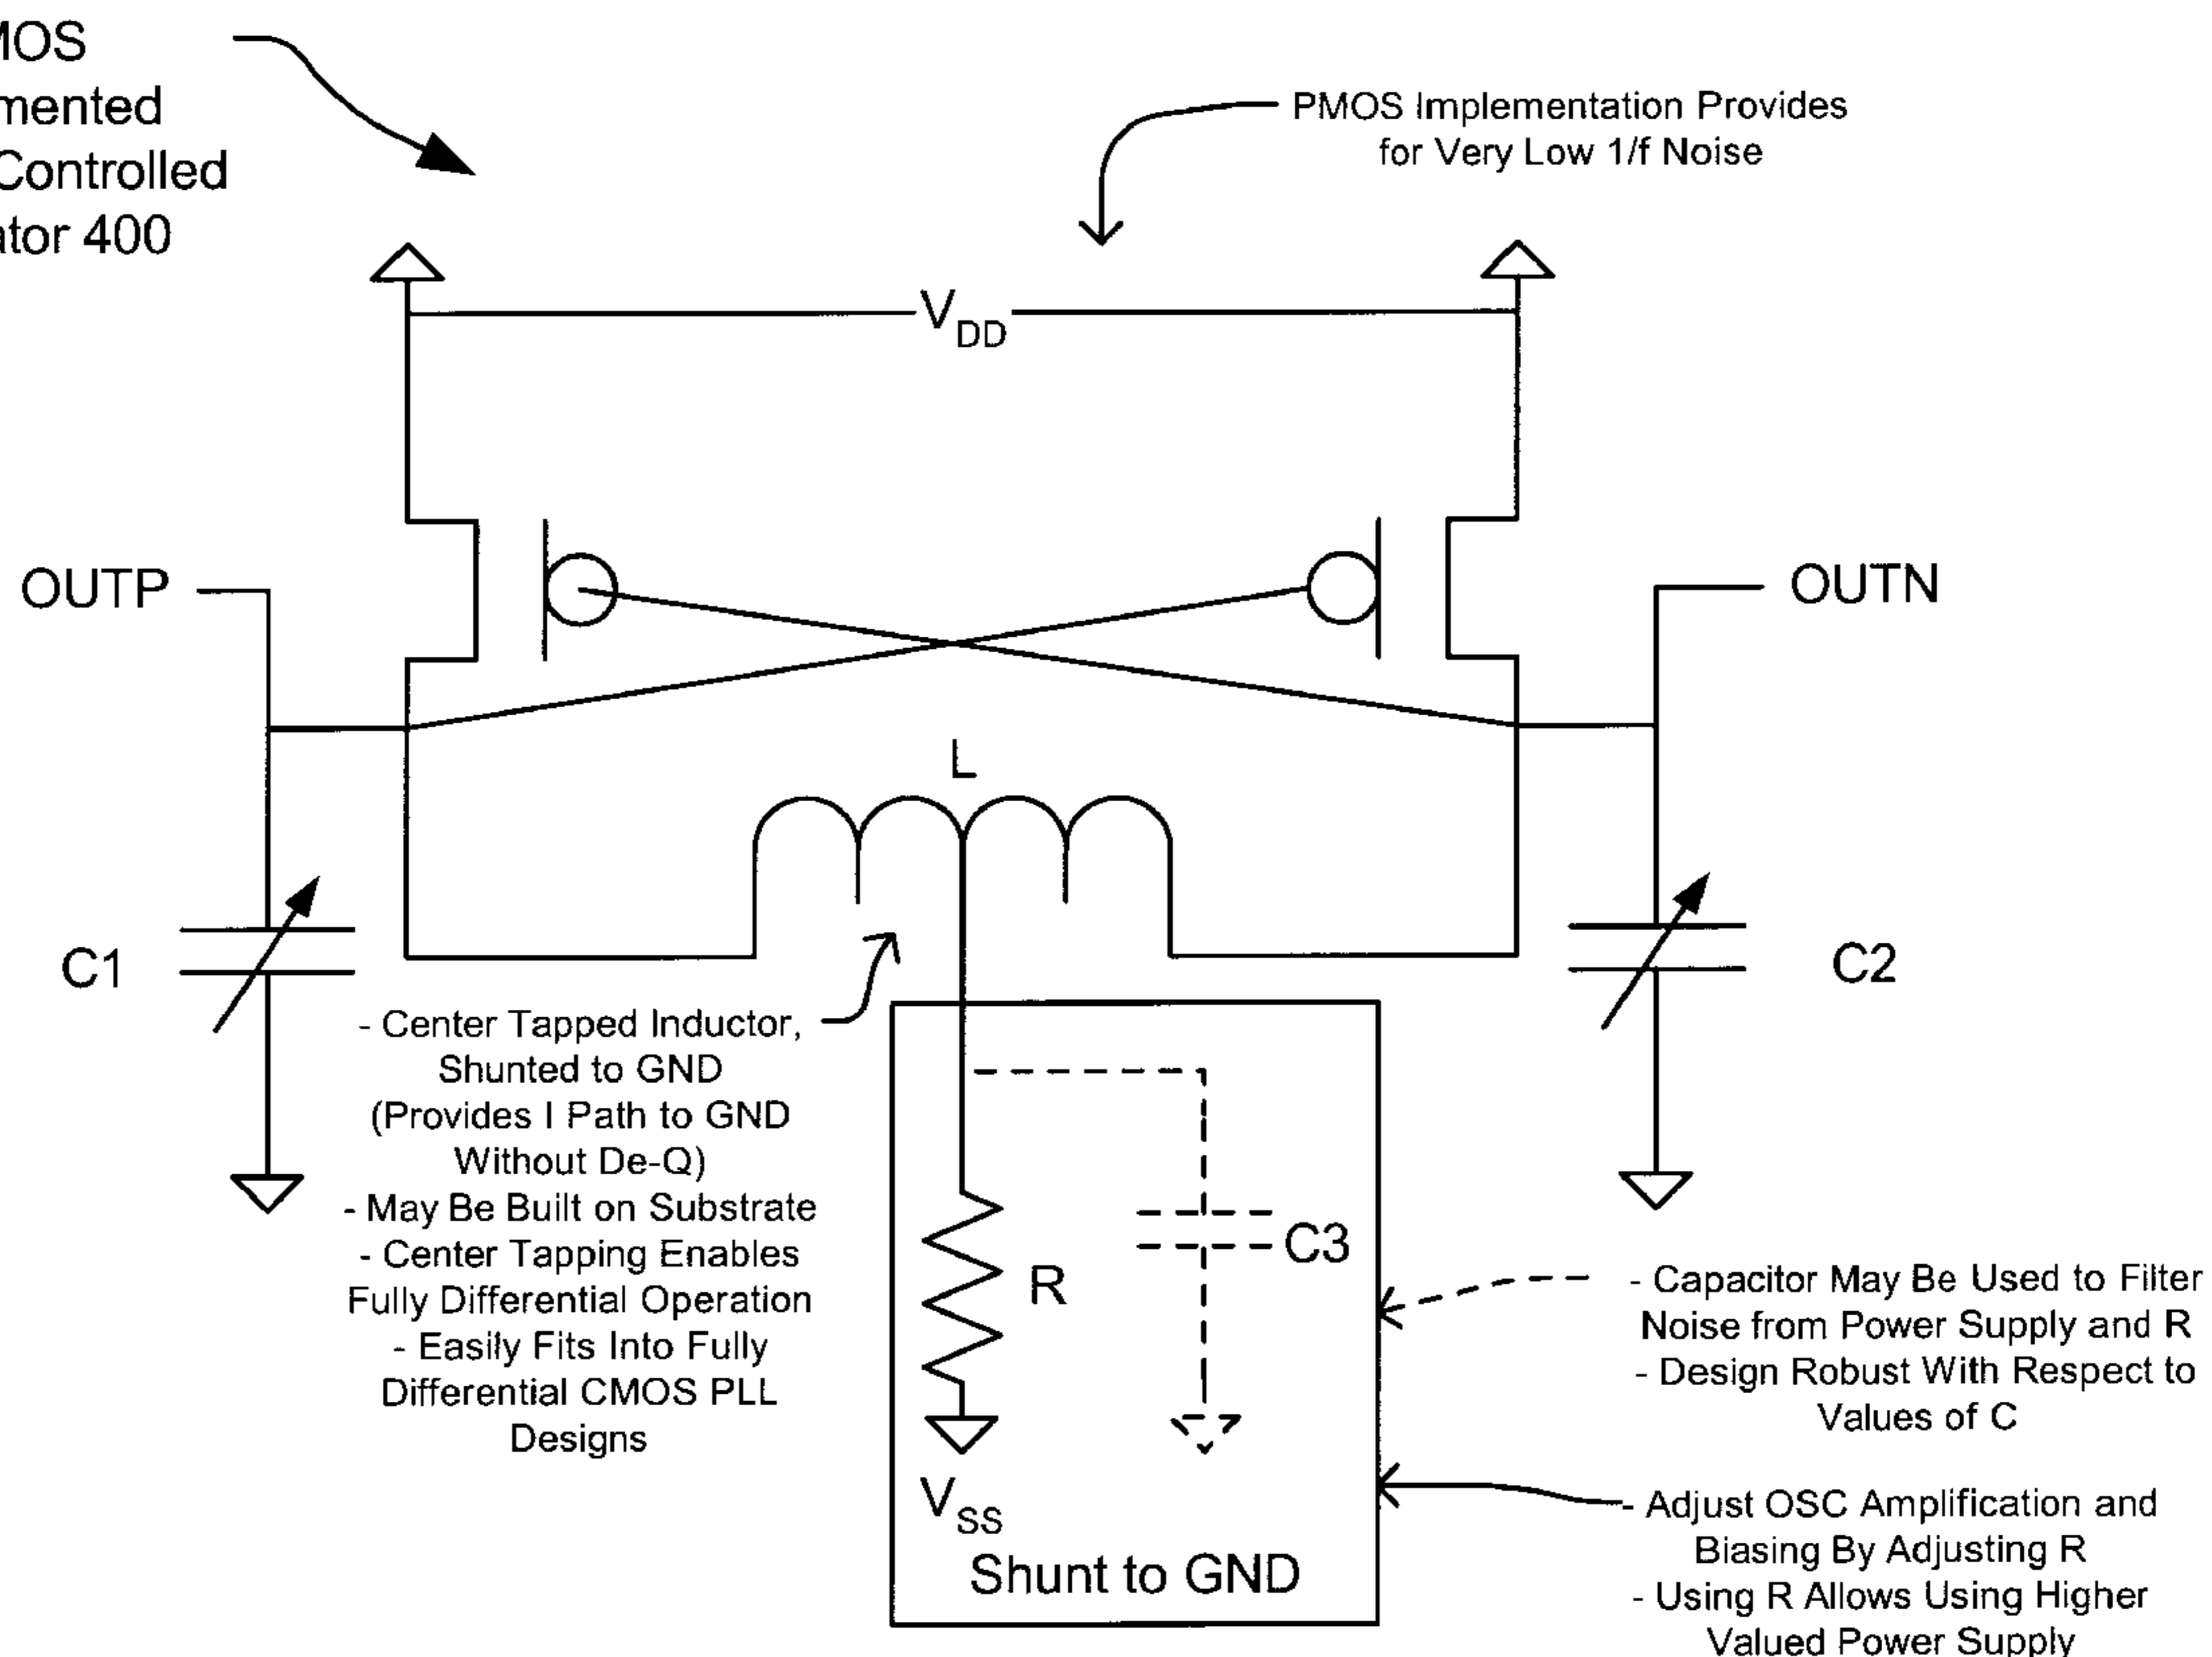 MOS
mented
Controlled
ator 400
PMOS Implementation Provides
for Very Low 1/f Noise
VDD
OUTP
OUTN
L
C1
C2
- Center Tapped Inductor,
Shunted to GND
(Provides I Path to GND
Without De-Q)
- May Be Built on Substrate
- Center Tapping Enables
Fully Differential Operation
- Easily Fits Into Fully
Differential CMOS PLL
Designs
R
C3
VSS
Shunt to GND
- Capacitor May Be Used to Filter
Noise from Power Supply and R
- Design Robust With Respect to
Values of C
- Adjust OSC Amplification and
Biasing By Adjusting R
- Using R Allows Using Higher
Valued Power Supply